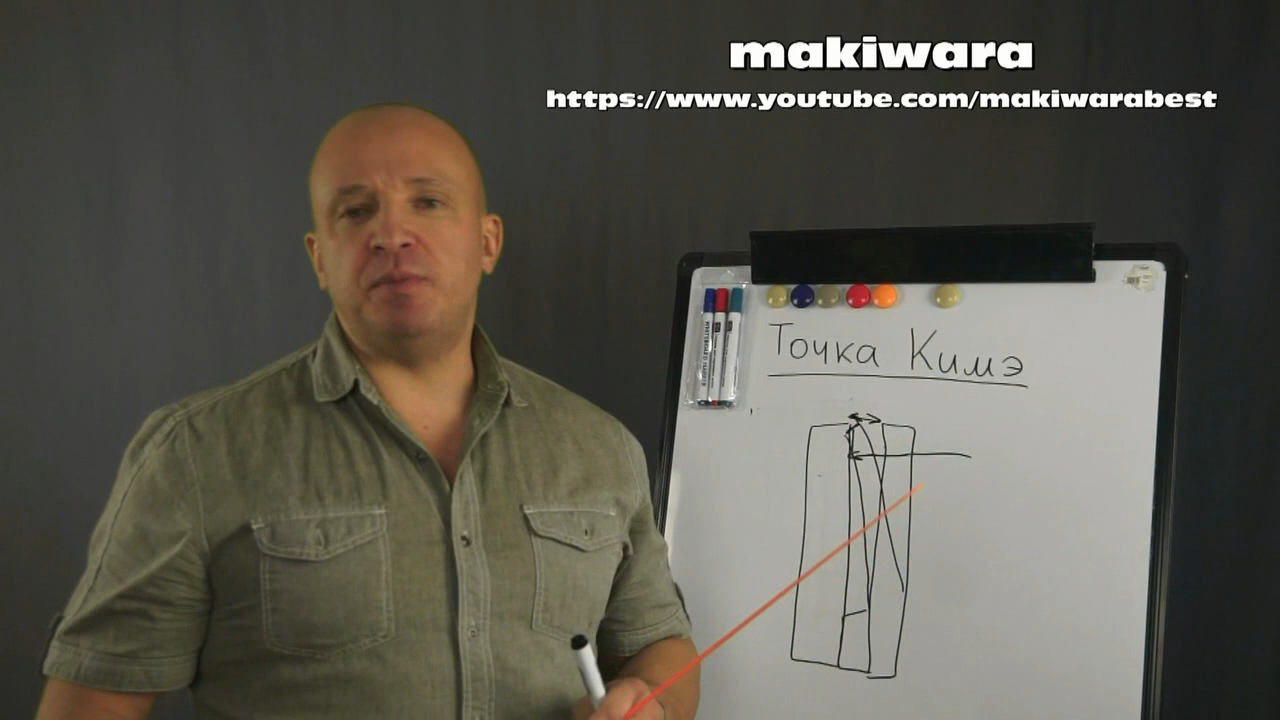 makiwara
https://www.youtube.com/makiwarabest
Точка Кимэ